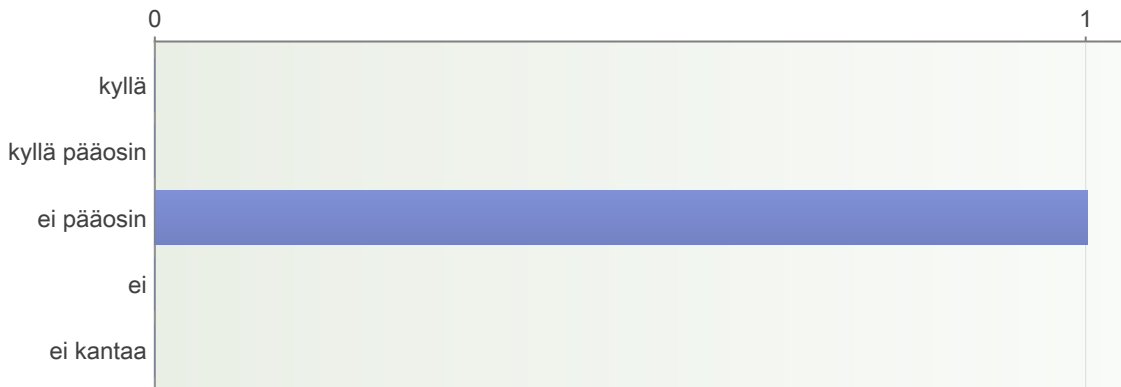 0 1
kyllä
kyllä pääosin
ei pääosin
ei
ei kantaa